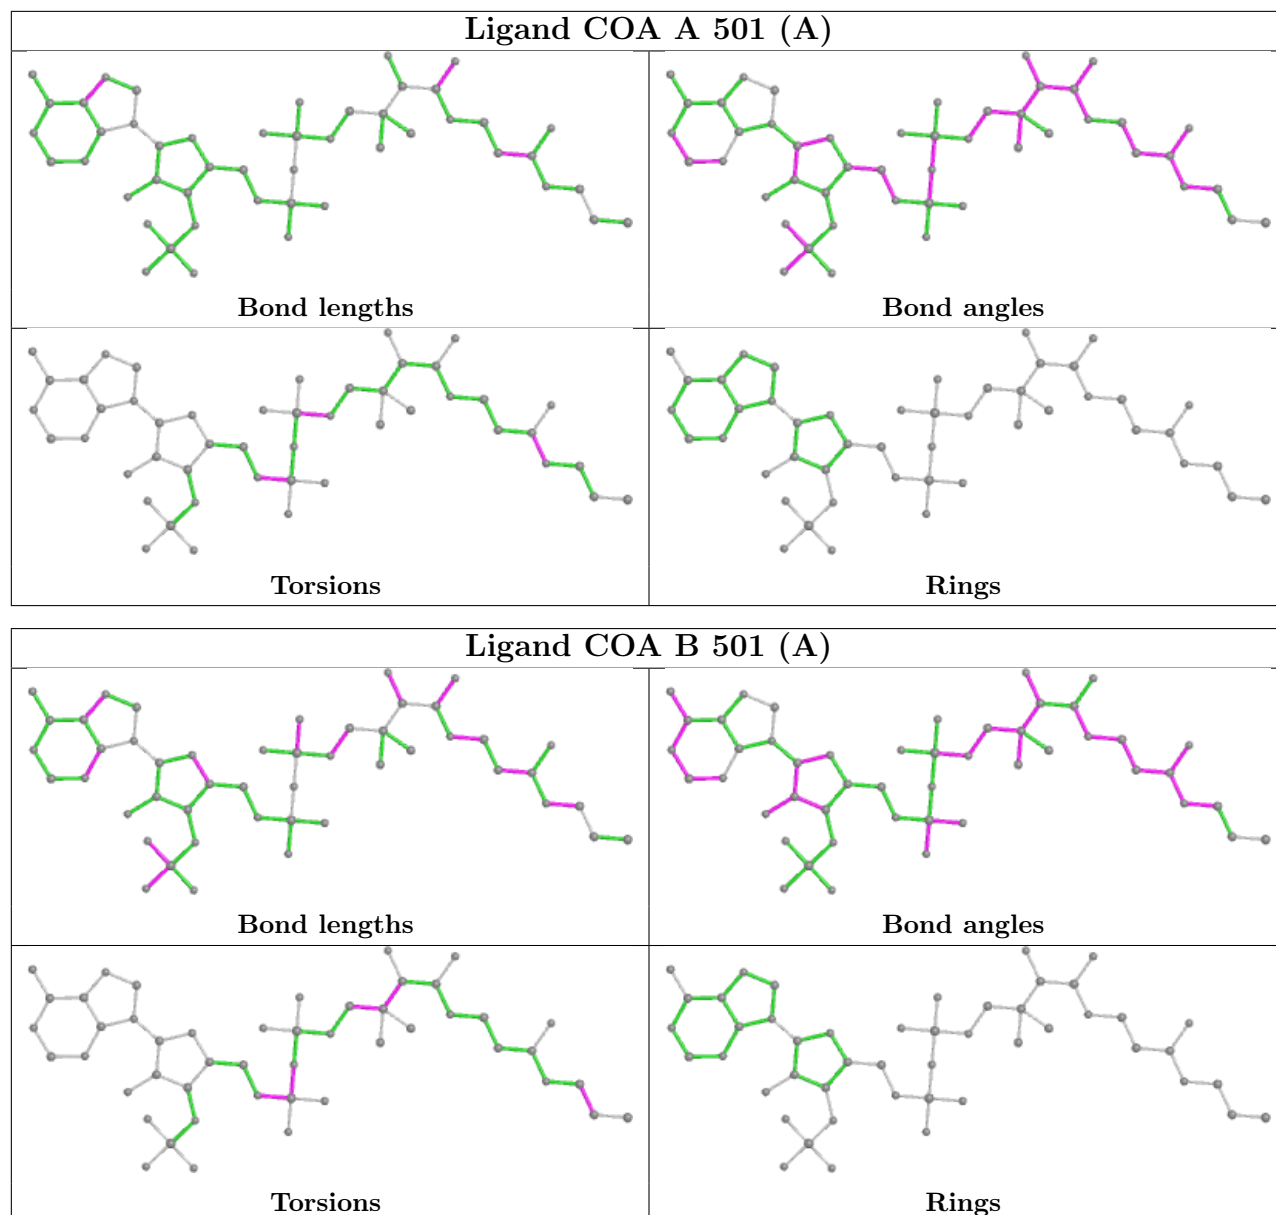 Ligand COA A 501 (A)
Bond lengths
Bond angles
Torsions
Rings
Ligand COA B 501 (A)
Bond lengths
Bond angles
Torsions
Rings